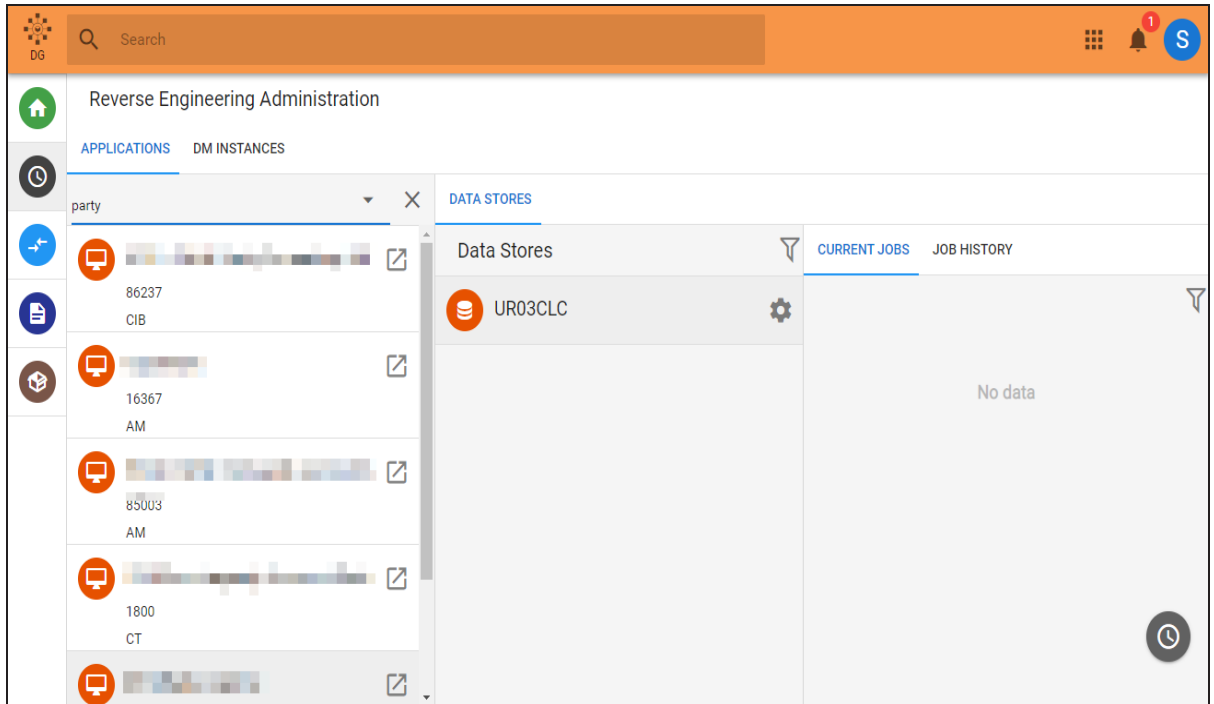 DG
Search
1
S
Reverse Engineering Administration
APPLICATIONS DM INSTANCES
party
86237
CIB
16367
AM
85003
AM
1800
CT
DATA STORES
Data Stores
UR03CLC
CURRENT JOBS JOB HISTORY
No data